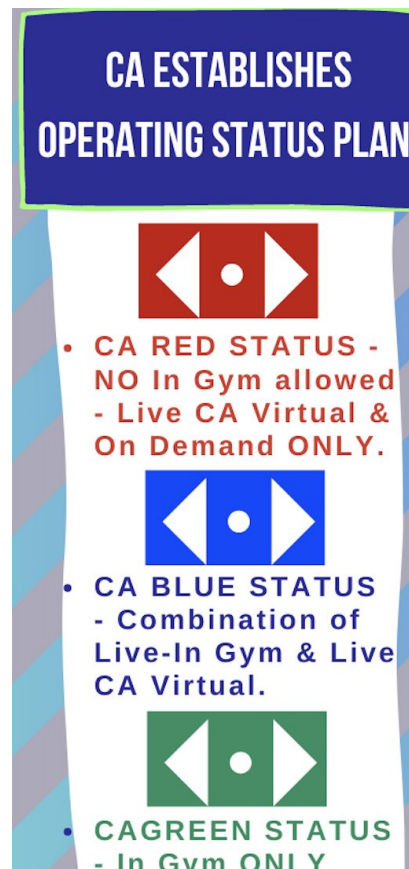 CA ESTABLISHES
OPERATING STATUS PLAN
• CA RED STATUS -
NO In Gym allowed
- Live CA Virtual &
On Demand ONLY.
• CA BLUE STATUS
- Combination of
Live-In Gym & Live
CA Virtual.
• CAGREEN STATUS
- In Gym ONLY